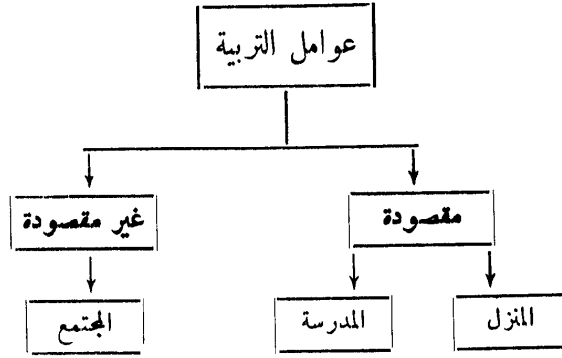 عوامل التربية
مقصودة
غير مقصودة
المنزل
المدرسة
المجتمع